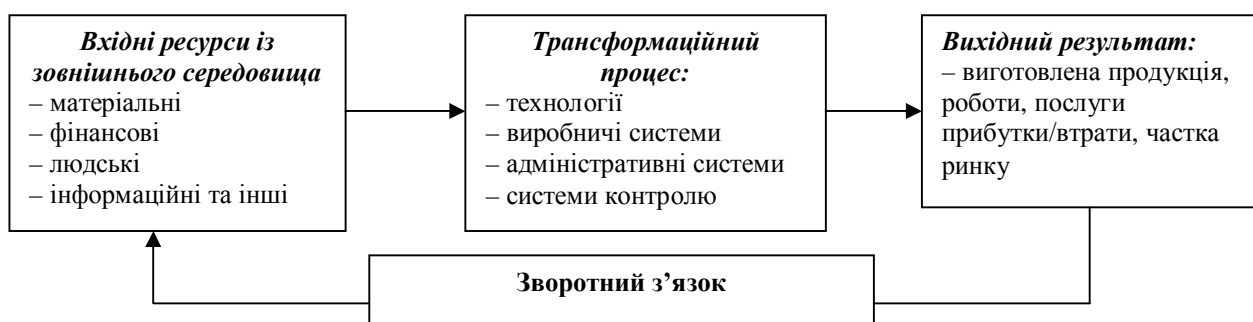 Вхідні ресурси із
зовнішнього середовища
– матеріальні
– фінансові
– людські
– інформаційні та інші
Трансформаційний
процес:
– технології
– виробничі системи
– адміністративні системи
– системи контролю
Вихідний результат:
– виготовлена продукція,
роботи, послуги
прибутки/втрати, частка
ринку
Зворотний з’язок